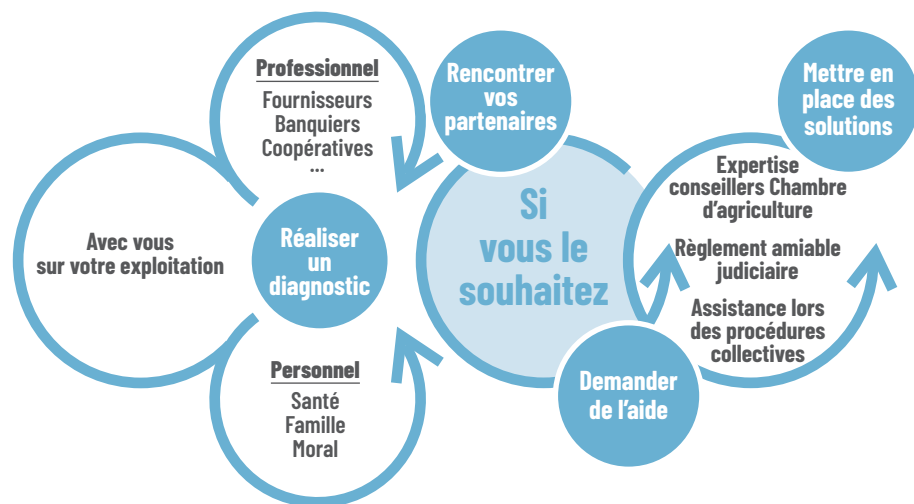 Avec vous
sur votre exploitation
Réaliser
un
diagnostic
Professionnel
Fournisseurs
Banquiers
Coopératives
...
Personnel
Santé
Famille
Moral
Si
vous le
souhaitez
Rencontrer
vos
partenaires
Demander
de l’aide
Mettre en
place des
solutions
Expertise
conseillers Chambre
d’agriculture
Règlement amiable
judiciaire
Assistance lors
des procédures
collectives